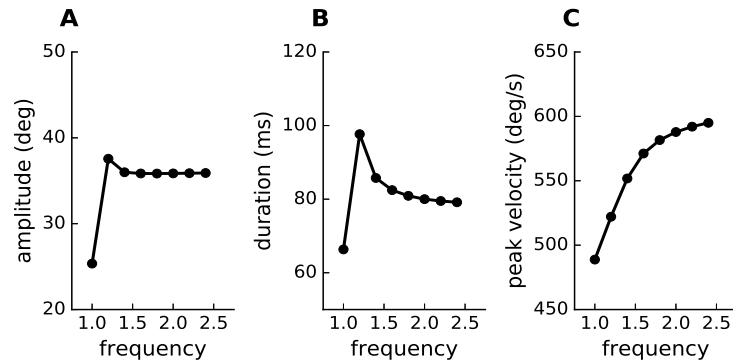 A
B
C
amplitude (deg)
50
40
30
20
1.0 1.5 2.0 2.5
frequency
duration (ms)
120
100
80
60
1.0 1.5 2.0 2.5
frequency
peak velocity (deg/s)
650
600
550
500
450
1.0 1.5 2.0 2.5
frequency